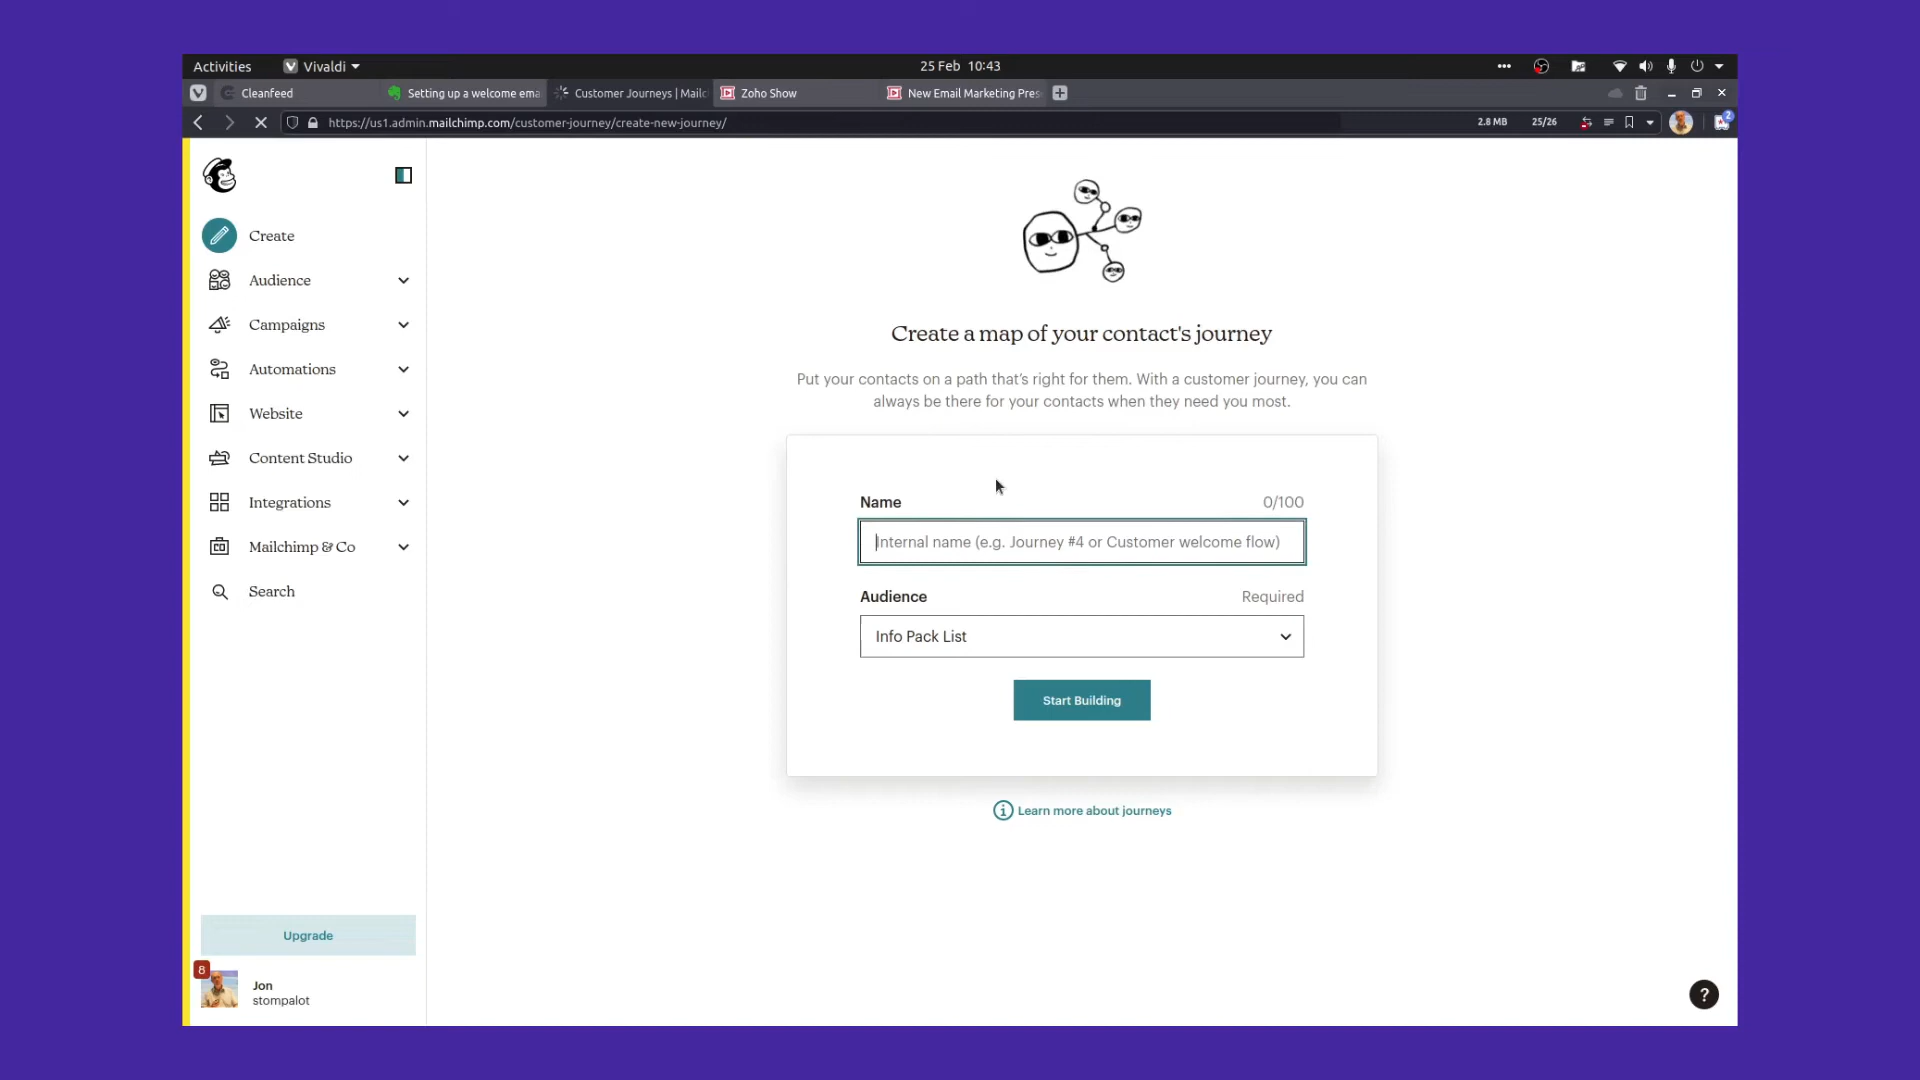 Activities
Vivaldi
25 Feb 10:43
Cleanfeed
Setting up a welcome ema
Customer Journeys | Mailc
Zoho Show
New Email Marketing Pres
https://us1.admin.mailchimp.com/customer-journey/create-new-journey/
2.8 MB
25/26
2
Create
Audience
Campaigns
Automations
Website
Content Studio
Integrations
Mailchimp & Co
Search
Create a map of your contact's journey
Put your contacts on a path that's right for them. With a customer journey, you can
always be there for your contacts when they need you most.
Name
0/100
Internal name (e.g. Journey #4 or Customer welcome flow)
Audience
Required
Info Pack List
Start Building
Learn more about journeys
Upgrade
8
Jon
stompalot
?